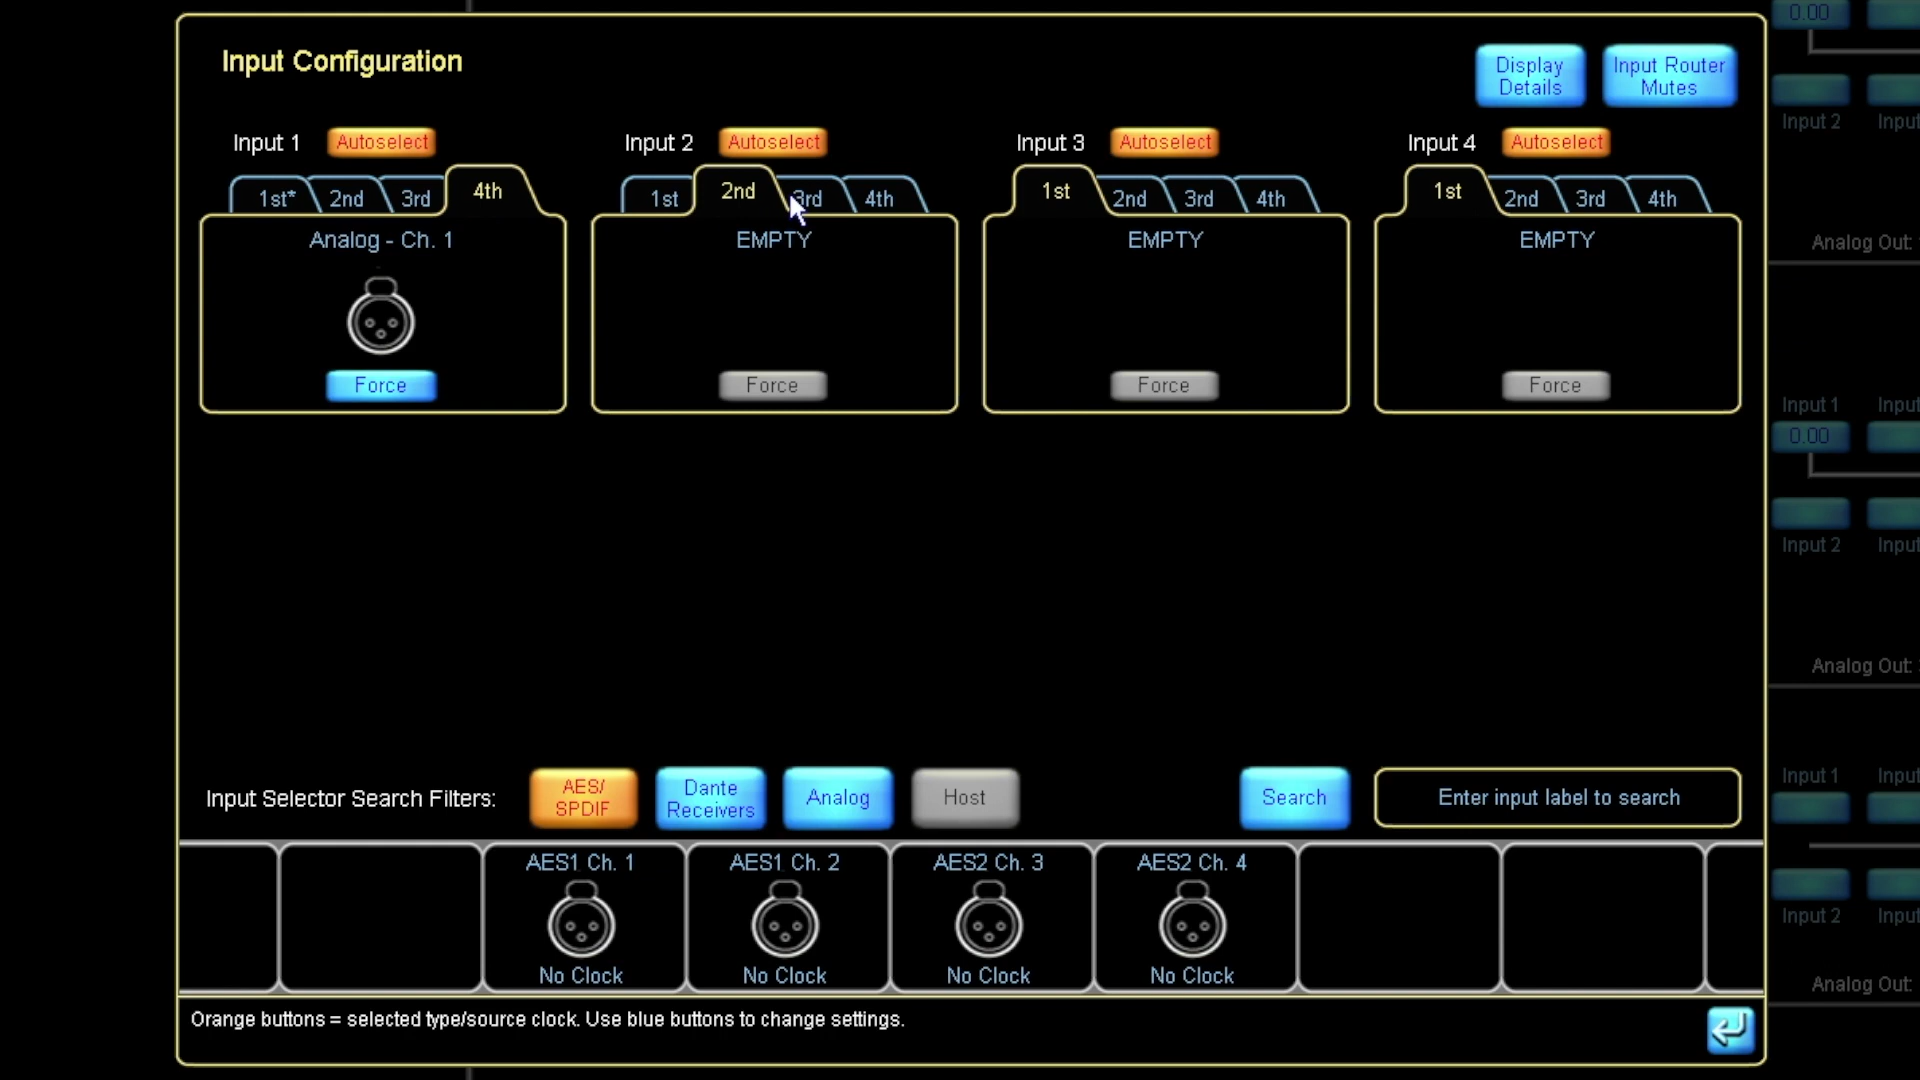 Input Configuration
Display
Details
Input Router
Mutes
Input 1 Autoselect
Input 2 Autoselect
Input 3 Autoselect
Input 4 Autoselect
1st* 2nd 3rd 4th
1st 2nd 3rd 4th
1st 2nd 3rd 4th
1st 2nd 3rd 4th
Analog - Ch. 1
EMPTY
EMPTY
EMPTY
Force
Force
Force
Force
Input Selector Search Filters:
AES/
SPDIF
Dante
Receivers
Analog
Host
Search
Enter input label to search
AES1 Ch. 1
AES1 Ch. 2
AES2 Ch. 3
AES2 Ch. 4
No Clock
No Clock
No Clock
No Clock
Orange buttons = selected type/source clock. Use blue buttons to change settings.
0.00
Input 2 Input
Analog Out:
Input 1 Input
0.00
Input 2 Input
Analog Out:
Input 1 Input
Input 2 Input
Analog Out: